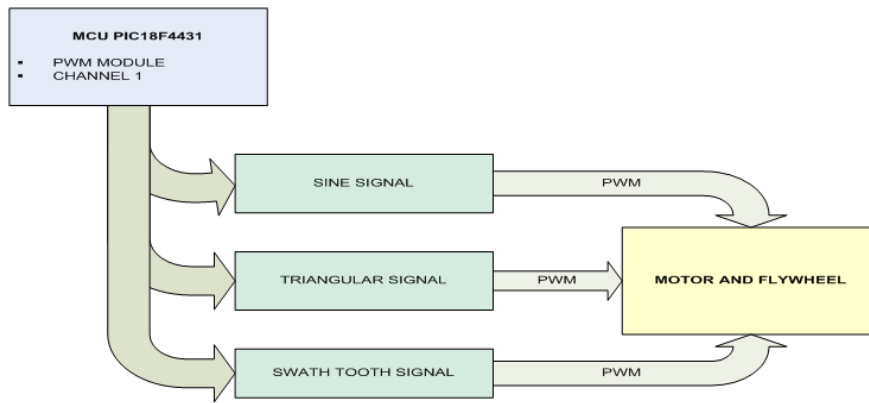 MCU PIC18F4431
▪ PWM MODULE
▪ CHANNEL 1
SINE SIGNAL
PWM
TRIANGULAR SIGNAL
PWM
MOTOR AND FLYWHEEL
SWATH TOOTH SIGNAL
PWM